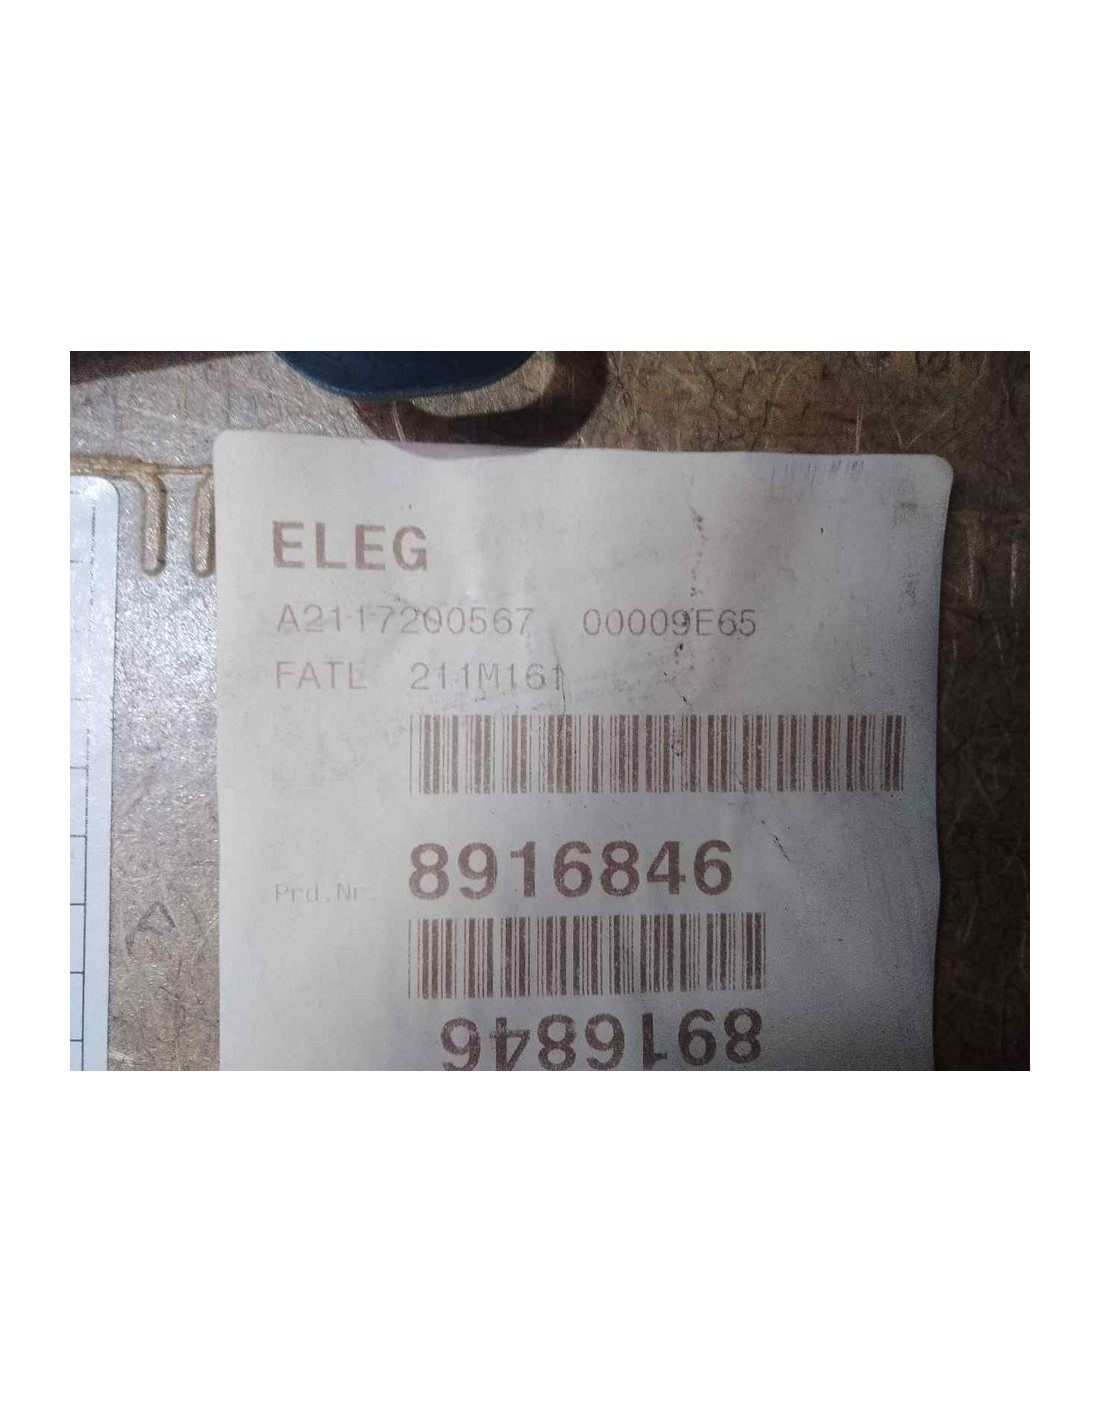 ELEG
A2117200567 00009E65
FATL 211M161
Prd.Nr. 8916846
8916846